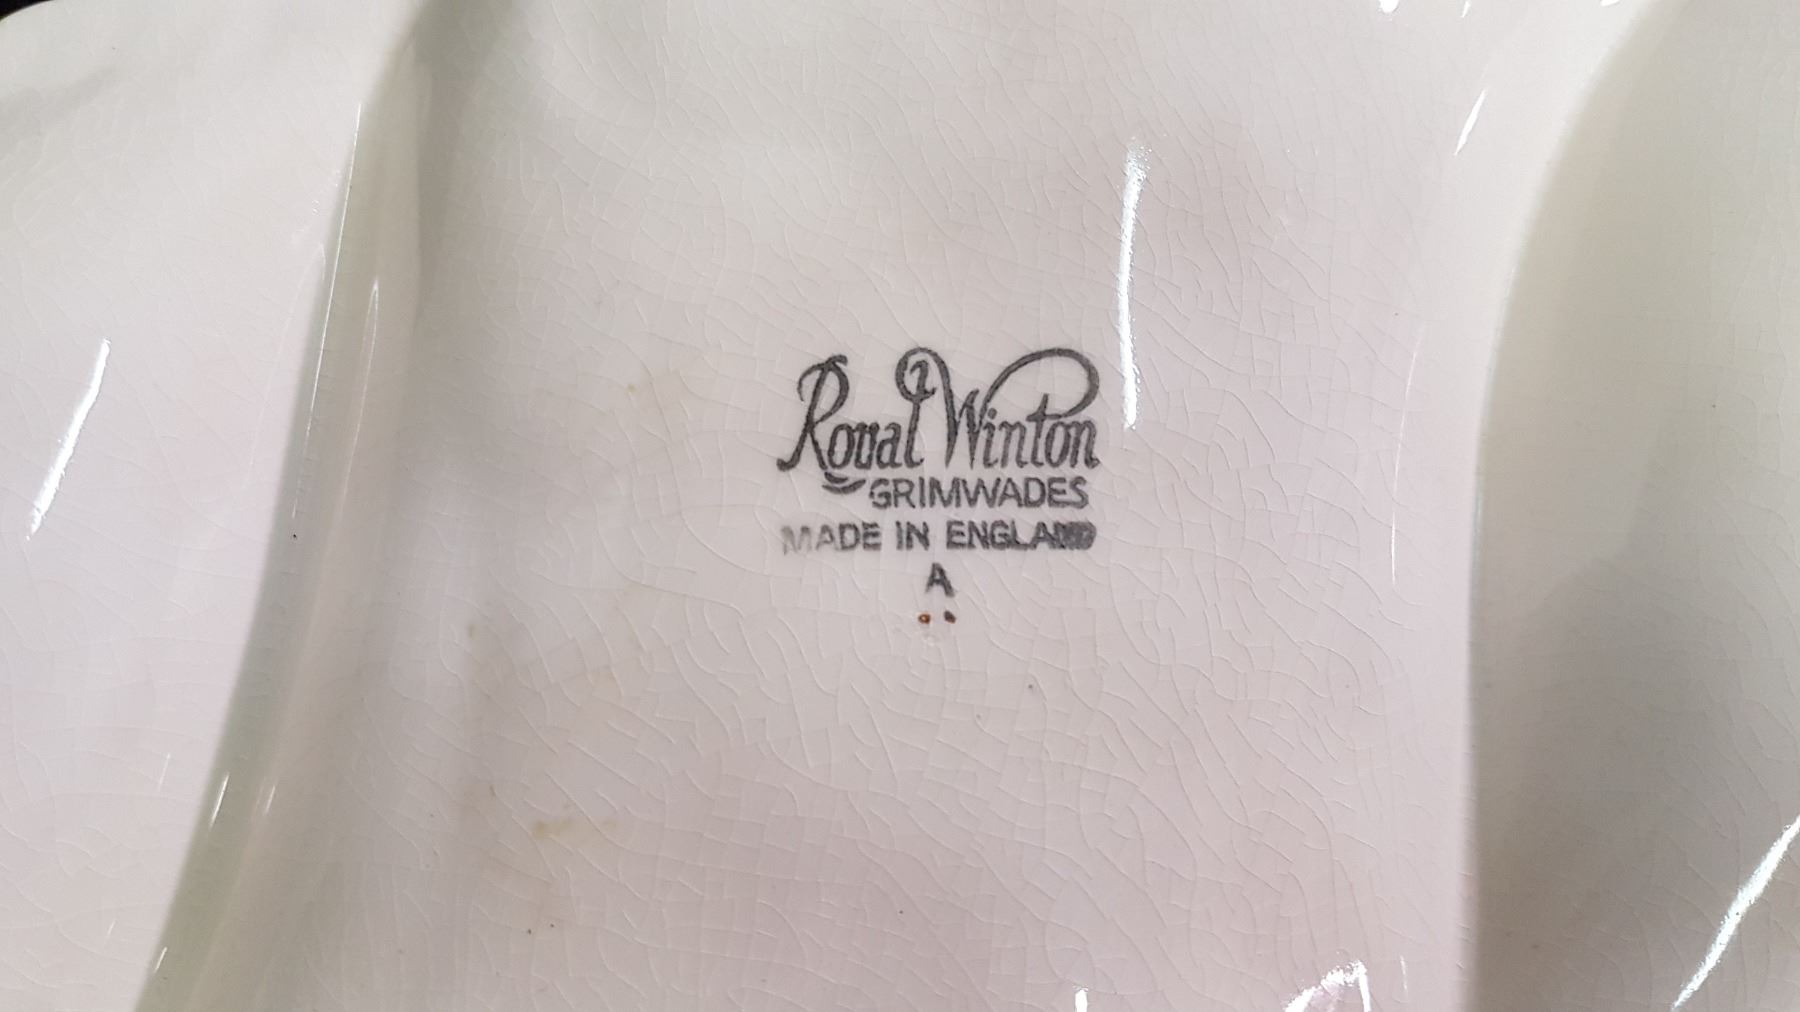 Royal Winton
GRIMWADES
MADE IN ENGLAND
A